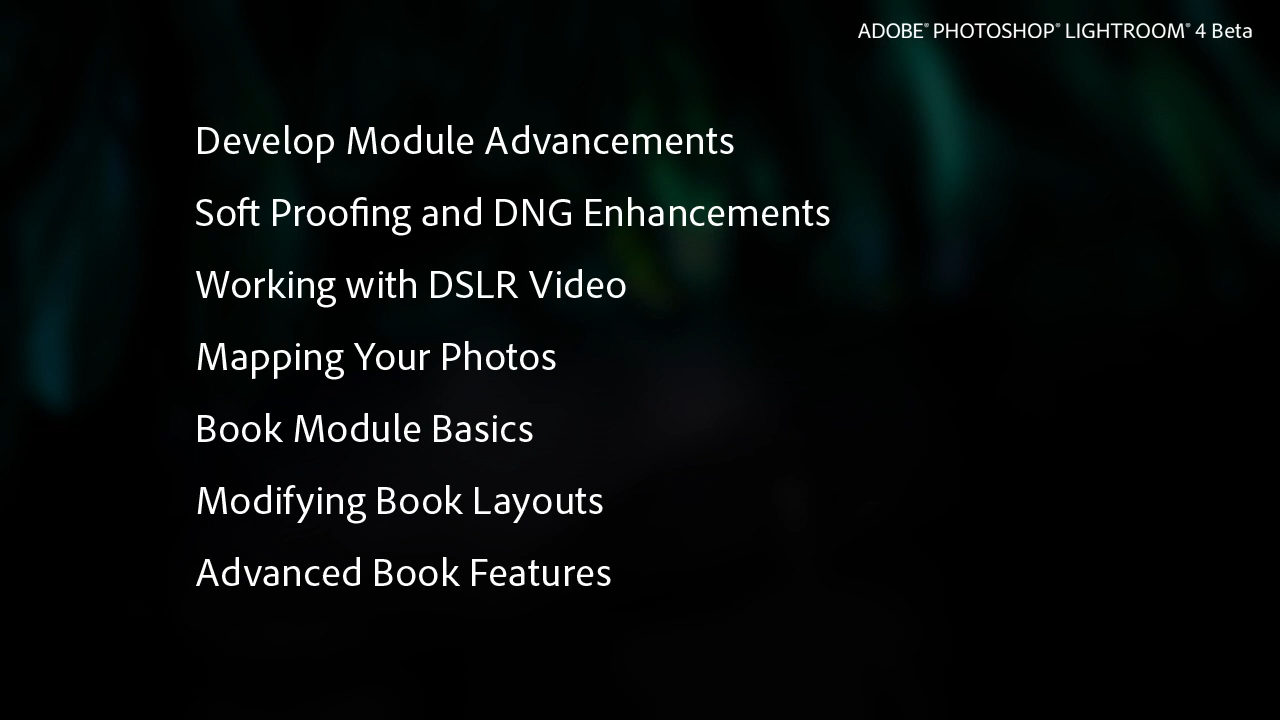 ADOBE® PHOTOSHOP® LIGHTROOM® 4 Beta
Develop Module Advancements
Soft Proofing and DNG Enhancements
Working with DSLR Video
Mapping Your Photos
Book Module Basics
Modifying Book Layouts
Advanced Book Features